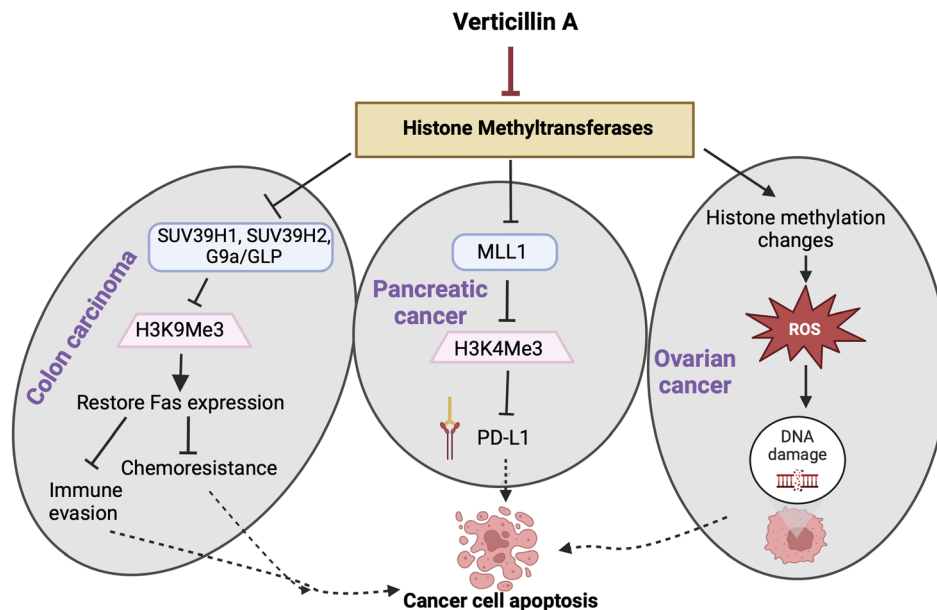 Verticillin A
Histone Methyltransferases
Colon carcinoma
SUV39H1, SUV39H2,
G9a/GLP
H3K9Me3
Restore Fas expression
Chemoresistance
Immune
evasion
MLL1
Pancreatic
cancer
H3K4Me3
PD-L1
Histone methylation
changes
ROS
Ovarian
cancer
DNA
damage
Cancer cell apoptosis